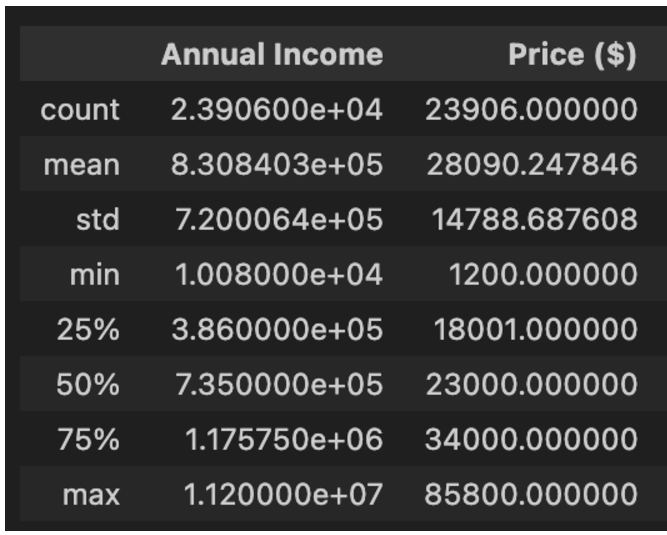 Annual Income Price ($)
count 2.390600e+04 23906.000000
mean 8.308403e+05 28090.247846
std 7.200064e+05 14788.687608
min 1.008000e+04 1200.000000
25% 3.860000e+05 18001.000000
50% 7.350000e+05 23000.000000
75% 1.175750e+06 34000.000000
max 1.120000e+07 85800.000000